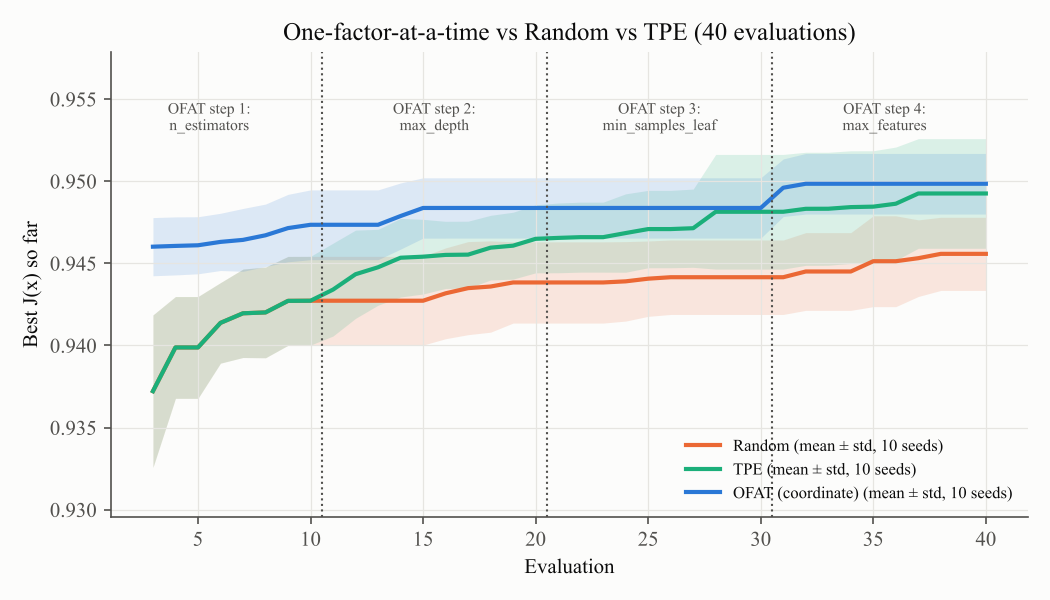 One-factor-at-a-time vs Random vs TPE (40 evaluations)
OFAT step 1:
n_estimators
OFAT step 2:
max_depth
OFAT step 3:
min_samples_leaf
OFAT step 4:
max_features
Best J(x) so far
0.955
0.950
0.945
0.940
0.935
0.930
Random (mean ± std, 10 seeds)
TPE (mean ± std, 10 seeds)
OFAT (coordinate) (mean ± std, 10 seeds)
5
10
15
20
25
30
35
40
Evaluation